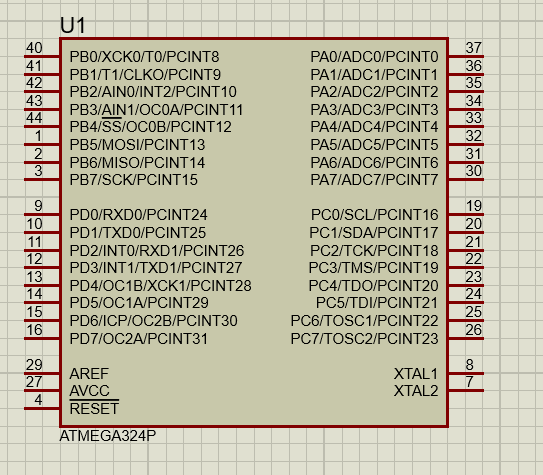 U1
40 PB0/XCK0/T0/PCINT8 PA0/ADC0/PCINT0 37
41 PB1/T1/CLKO/PCINT9 PA1/ADC1/PCINT1 36
42 PB2/AIN0/INT2/PCINT10 PA2/ADC2/PCINT2 35
43 PB3/AIN1/OC0A/PCINT11 PA3/ADC3/PCINT3 34
44 PB4/SS/OC0B/PCINT12 PA4/ADC4/PCINT4 33
1 PB5/MOSI/PCINT13 PA5/ADC5/PCINT5 32
2 PB6/MISO/PCINT14 PA6/ADC6/PCINT6 31
3 PB7/SCK/PCINT15 PA7/ADC7/PCINT7 30
9 PD0/RXD0/PCINT24 PC0/SCL/PCINT16 19
10 PD1/TXD0/PCINT25 PC1/SDA/PCINT17 20
11 PD2/INT0/RXD1/PCINT26 PC2/TCK/PCINT18 21
12 PD3/INT1/TXD1/PCINT27 PC3/TMS/PCINT19 22
13 PD4/OC1B/XCK1/PCINT28 PC4/TDO/PCINT20 23
14 PD5/OC1A/PCINT29 PC5/TDI/PCINT21 24
15 PD6/ICP/OC2B/PCINT30 PC6/TOSC1/PCINT22 25
16 PD7/OC2A/PCINT31 PC7/TOSC2/PCINT23 26
29 AREF XTAL1 8
27 AVCC XTAL2 7
4 RESET
ATMEGA324P